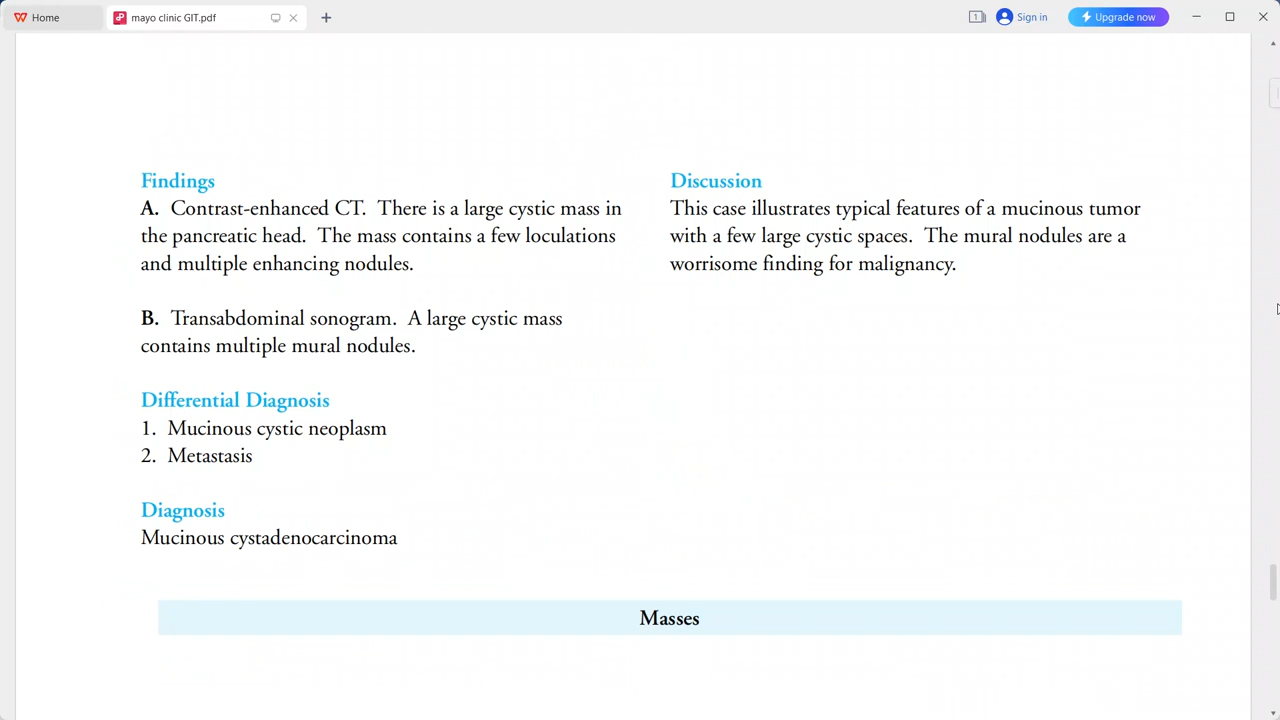 Home
mayo clinic GIT.pdf
1
Sign in
Upgrade now
Findings
A. Contrast-enhanced CT. There is a large cystic mass in
the pancreatic head. The mass contains a few loculations
and multiple enhancing nodules.
B. Transabdominal sonogram. A large cystic mass
contains multiple mural nodules.
Differential Diagnosis
1. Mucinous cystic neoplasm
2. Metastasis
Diagnosis
Mucinous cystadenocarcinoma
Discussion
This case illustrates typical features of a mucinous tumor
with a few large cystic spaces. The mural nodules are a
worrisome finding for malignancy.
Masses